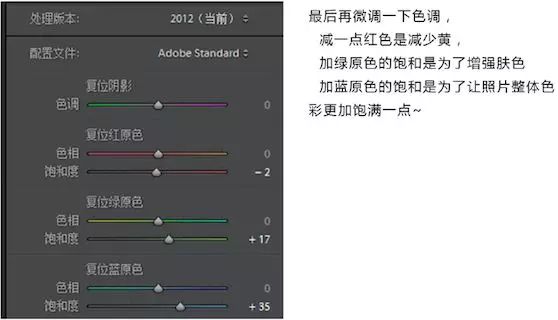 处理版本: 2012（当前）
配置文件: Adobe Standard
复位阴影
色调 0
复位红原色
色相 0
饱和度 － 2
复位绿原色
色相 0
饱和度 + 17
复位蓝原色
色相 0
饱和度 + 35
最后再微调一下色调，
减一点红色是减少黄，
加绿原色的饱和是为了增强肤色
加蓝原色的饱和是为了让照片整体色
彩更加饱满一点~